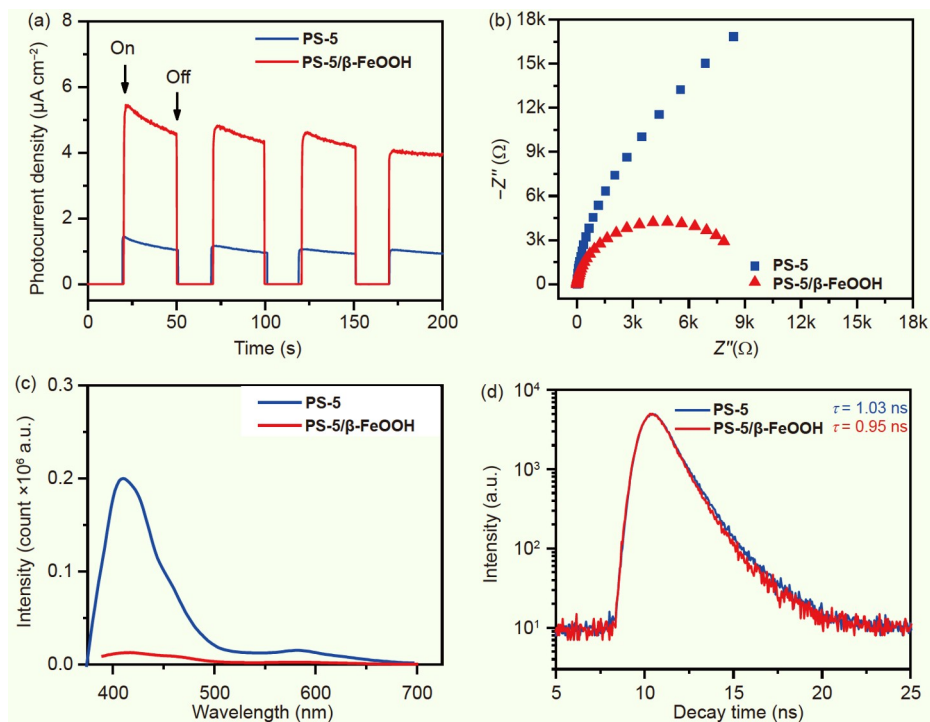 (a)
PS-5
PS-5/β-FeOOH
On
Off
Photocurrent density (μA cm⁻²)
8
6
4
2
0
0 50 100 150 200
Time (s)
(b)
−Z″ (Ω)
18k
15k
12k
9k
6k
3k
0
PS-5
PS-5/β-FeOOH
0 3k 6k 9k 12k 15k 18k
Z″(Ω)
(c)
PS-5
PS-5/β-FeOOH
Intensity (count ×10⁶ a.u.)
0.3
0.2
0.1
0.0
400 500 600 700
Wavelength (nm)
(d)
PS-5 τ = 1.03 ns
PS-5/β-FeOOH τ = 0.95 ns
Intensity (a.u.)
10⁴
10³
10²
10¹
5 10 15 20 25
Decay time (ns)